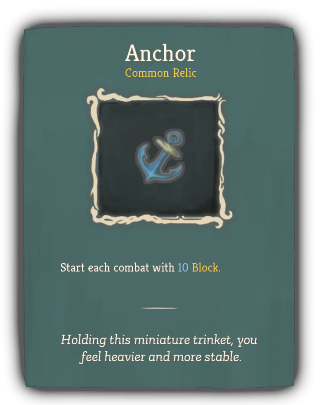 Anchor
Common Relic
Start each combat with 10 Block.
Holding this miniature trinket, you
feel heavier and more stable.